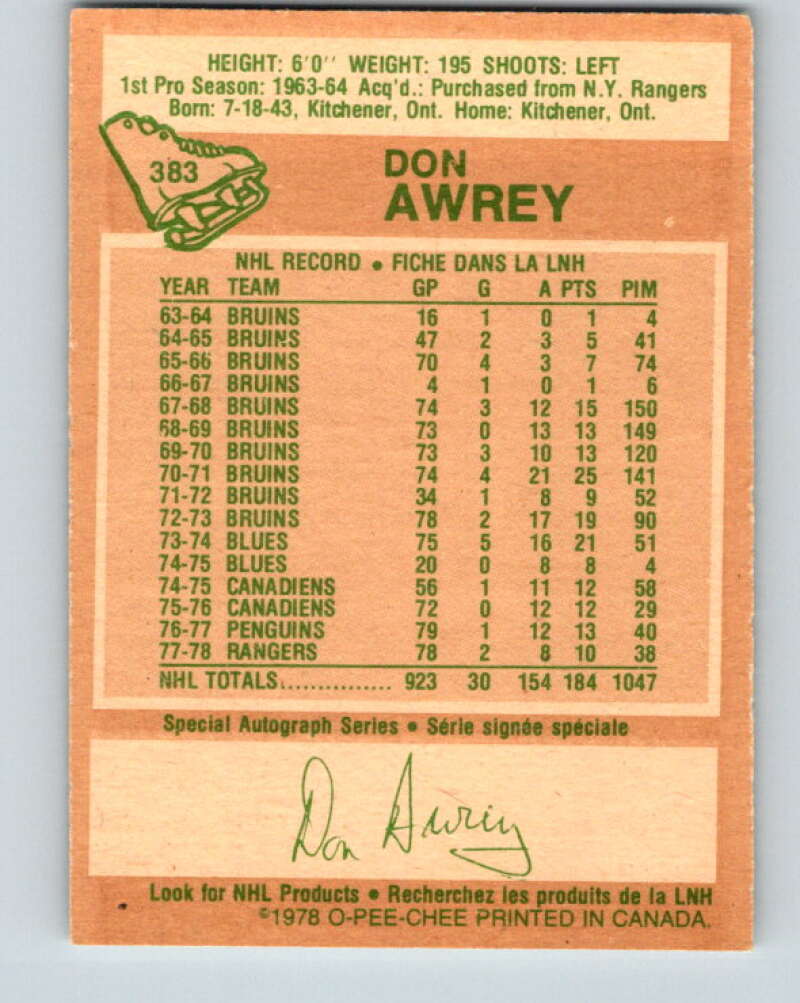 HEIGHT: 6'0'' WEIGHT: 195 SHOOTS: LEFT
1st Pro Season: 1963-64 Acq'd.: Purchased from N.Y. Rangers
Born: 7-18-43, Kitchener, Ont. Home: Kitchener, Ont.
383
DON
AWREY
NHL RECORD • FICHE DANS LA LNH
YEAR TEAM GP G A PTS PIM
63-64 BRUINS 16 1 0 1 4
64-65 BRUINS 47 2 3 5 41
65-66 BRUINS 70 4 3 7 74
66-67 BRUINS 4 1 0 1 6
67-68 BRUINS 74 3 12 15 150
68-69 BRUINS 73 0 13 13 149
69-70 BRUINS 73 3 10 13 120
70-71 BRUINS 74 4 21 25 141
71-72 BRUINS 34 1 8 9 52
72-73 BRUINS 78 2 17 19 90
73-74 BLUES 75 5 16 21 51
74-75 BLUES 20 0 8 8 4
74-75 CANADIENS 56 1 11 12 58
75-76 CANADIENS 72 0 12 12 29
76-77 PENGUINS 79 1 12 13 40
77-78 RANGERS 78 2 8 10 38
NHL TOTALS............... 923 30 154 184 1047
Special Autograph Series • Série signée spéciale
Don Awrey
Look for NHL Products • Recherchez les produits de la LNH
©1978 O-PEE-CHEE PRINTED IN CANADA.